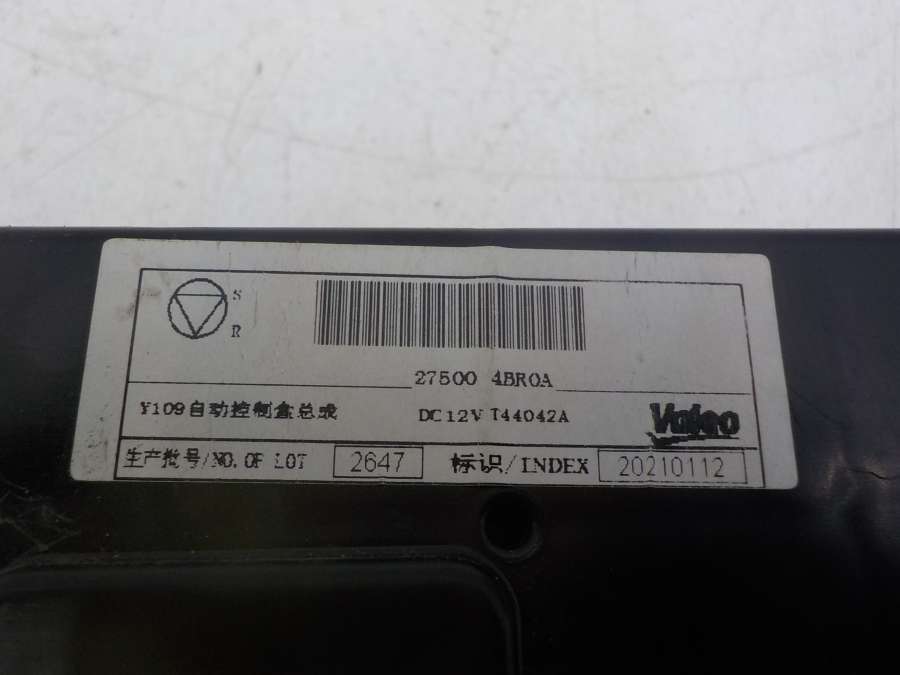 S
R
27500 4BR0A
Y109自动控制盒总成 DC12V T44042A Valeo
生产批号/NO.OF LOT 2647 标识/INDEX 20210112